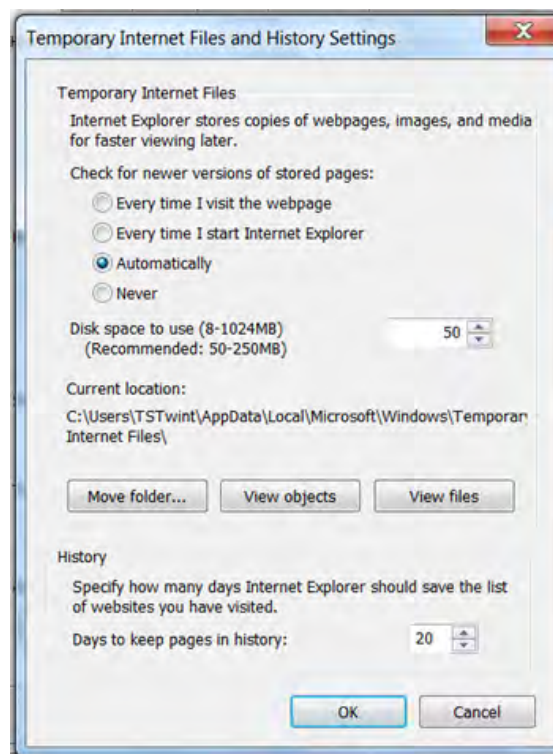 Temporary Internet Files and History Settings
Temporary Internet Files
Internet Explorer stores copies of webpages, images, and media
for faster viewing later.
Check for newer versions of stored pages:
Every time I visit the webpage
Every time I start Internet Explorer
Automatically
Never
Disk space to use (8-1024MB)
50
(Recommended: 50-250MB)
Current location:
C:\Users\TSTwint\AppData\Local\Microsoft\Windows\Temporary
Internet Files\
Move folder...
View objects
View files
History
Specify how many days Internet Explorer should save the list
of websites you have visited.
Days to keep pages in history:
20
OK
Cancel